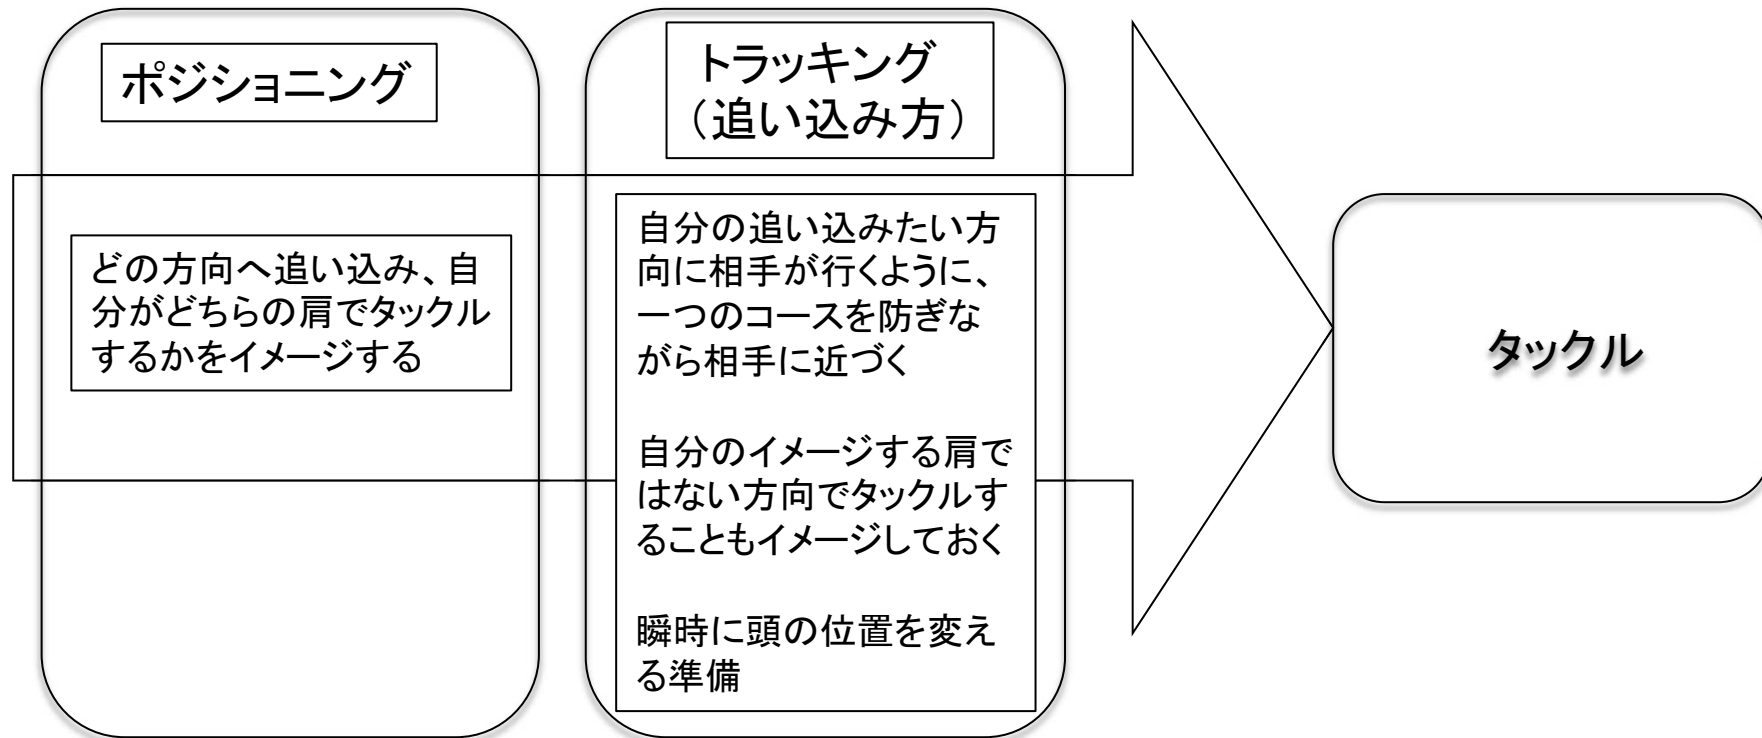 ポジショニング
どの方向へ追い込み、自
分がどちらの肩でタックル
するかをイメージする
トラッキング
（追い込み方）
自分の追い込みたい方
向に相手が行くように、
一つのコースを防ぎな
がら相手に近づく
自分のイメージする肩で
はない方向でタックルす
ることもイメージしておく
瞬時に頭の位置を変え
る準備
タックル